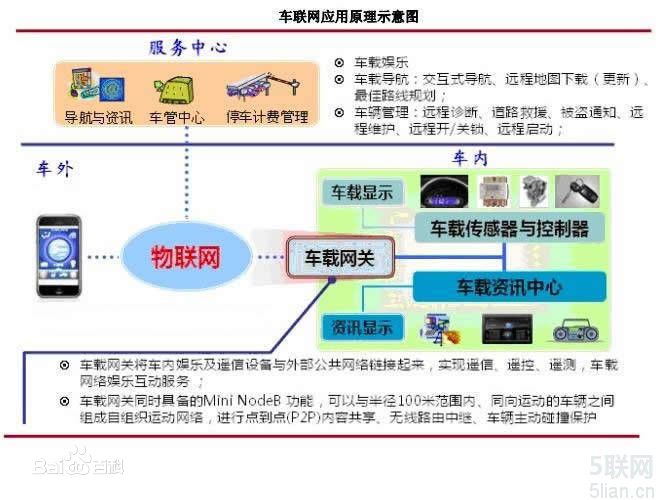 车联网应用原理示意图
服务中心
导航与资讯
车管中心
停车计费管理
车载娱乐
车载导航：交互式导航、远程地图下载（更新）、
最佳路线规划；
车辆管理：远程诊断、道路救援、被盗通知、远
程维护、远程开/关锁、远程启动；
车外
车内
车载显示
车载传感器与控制器
物联网
车载网关
车载资讯中心
资讯显示
车载网关将车内娱乐及遥信设备与外部公共网络链接起来，实现遥信、遥控、遥测，车载
网络娱乐互动服务；
车载网关同时具备的Mini NodeB 功能，可以与半径100米范围内、同向运动的车辆之间
组成自组织运动网络，进行点到点(P2P)内容共享、无线路由中继、车辆主动碰撞保护
Baidu百科
5联网
5lian.cn